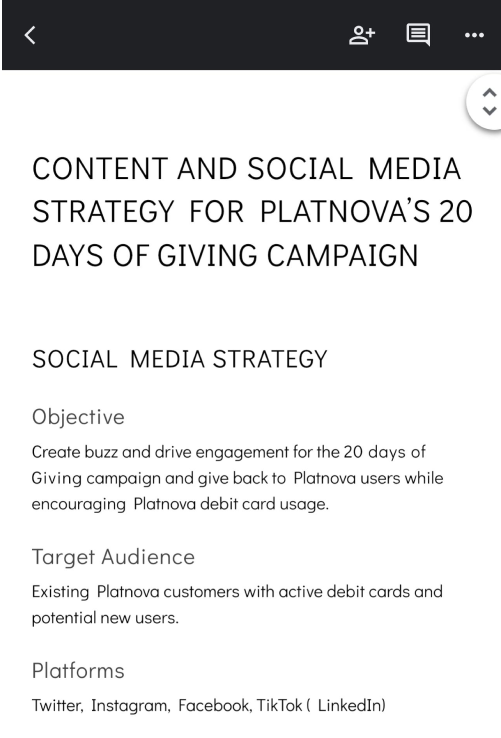 CONTENT AND SOCIAL MEDIA
STRATEGY FOR PLATNOVA'S 20
DAYS OF GIVING CAMPAIGN
SOCIAL MEDIA STRATEGY
Objective
Create buzz and drive engagement for the 20 days of
Giving campaign and give back to Platnova users while
encouraging Platnova debit card usage.
Target Audience
Existing Platnova customers with active debit cards and
potential new users.
Platforms
Twitter, Instagram, Facebook, TikTok ( LinkedIn)